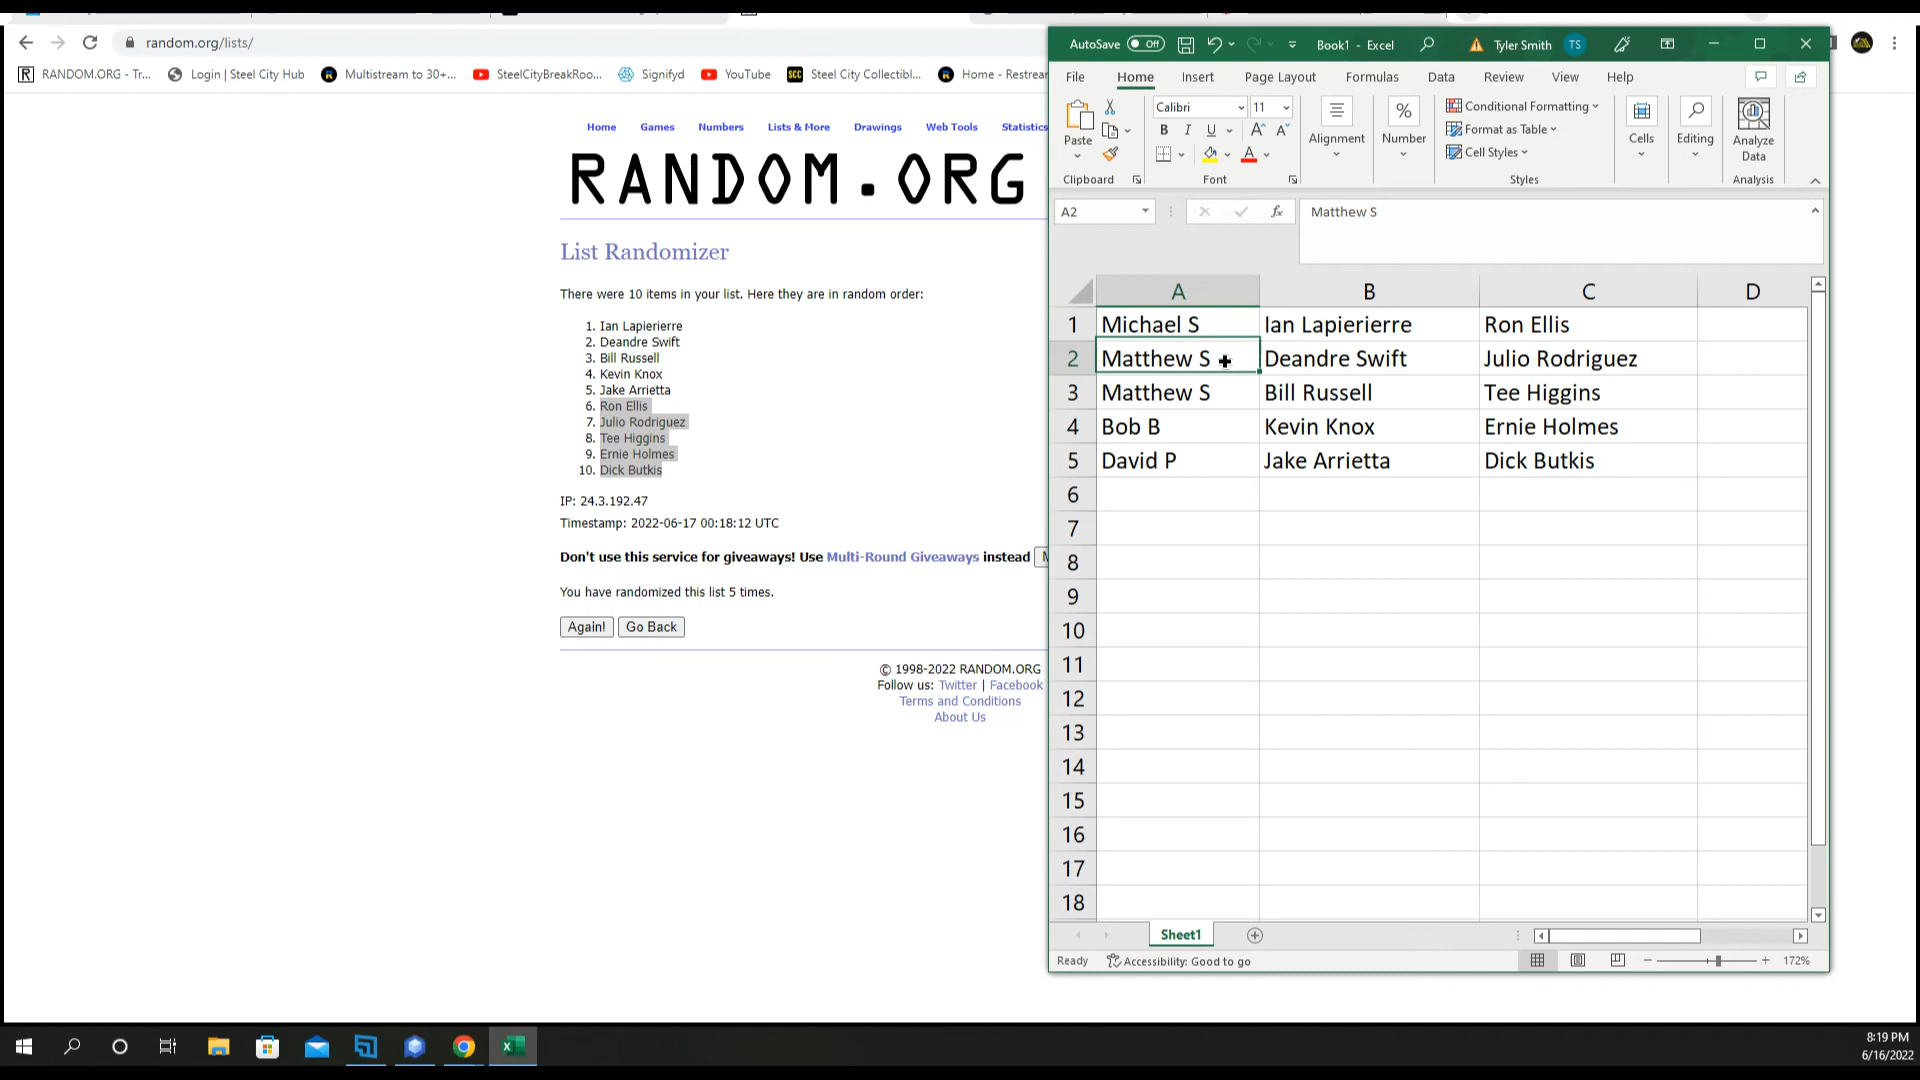 random.org/lists/
RANDOM.ORG - Tr...
Login | Steel City Hub
Multistream to 30+...
SteelCityBreakRoo...
Signifyd
YouTube
SCC
Steel City Collectibl...
Home - Restrear
Home Games Numbers Lists & More Drawings Web Tools Statistics
RANDOM.ORG
List Randomizer
There were 10 items in your list. Here they are in random order:
1. Ian Lapierierre
2. Deandre Swift
3. Bill Russell
4. Kevin Knox
5. Jake Arrietta
6. Ron Ellis
7. Julio Rodriguez
8. Tee Higgins
9. Ernie Holmes
10. Dick Butkis
IP: 24.3.192.47
Timestamp: 2022-06-17 00:18:12 UTC
Don't use this service for giveaways! Use Multi-Round Giveaways instead
You have randomized this list 5 times.
Again! Go Back
© 1998-2022 RANDOM.ORG
Follow us: Twitter | Facebook
Terms and Conditions
About Us
AutoSave Off Book1 - Excel Tyler Smith TS
File Home Insert Page Layout Formulas Data Review View Help
Paste
Calibri 11
B I U A A
A
Alignment
Number
Conditional Formatting
Format as Table
Cell Styles
Cells
Editing
Analyze
Data
Clipboard Font Styles Analysis
A2 fx Matthew S
A B C D
1 Michael S Ian Lapierierre Ron Ellis
2 Matthew S Deandre Swift Julio Rodriguez
3 Matthew S Bill Russell Tee Higgins
4 Bob B Kevin Knox Ernie Holmes
5 David P Jake Arrietta Dick Butkis
6
7
8
9
10
11
12
13
14
15
16
17
18
Sheet1
Ready Accessibility: Good to go 172%
8:19 PM
6/16/2022